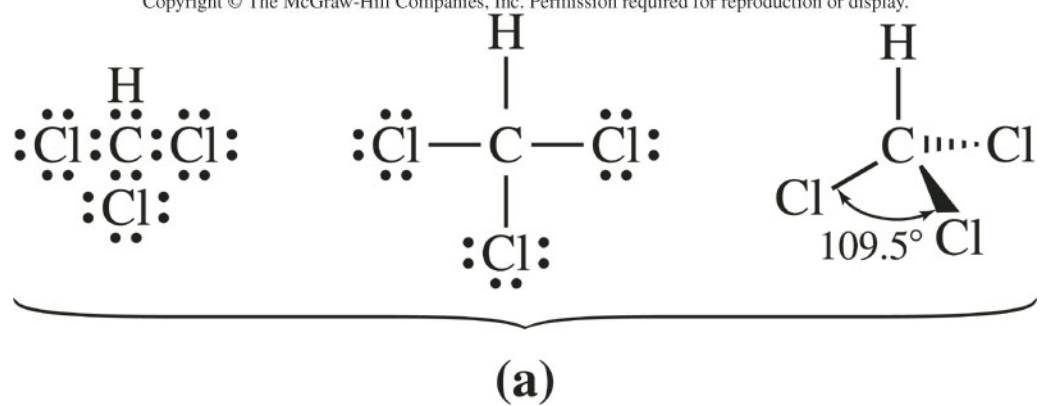 Copyright © The McGraw-Hill Companies, Inc. Permission required for reproduction or display.
H
:Cl:C:Cl:
:Cl:
H
:Cl—C—Cl:
:Cl:
H
C Cl
Cl
109.5° Cl
(a)